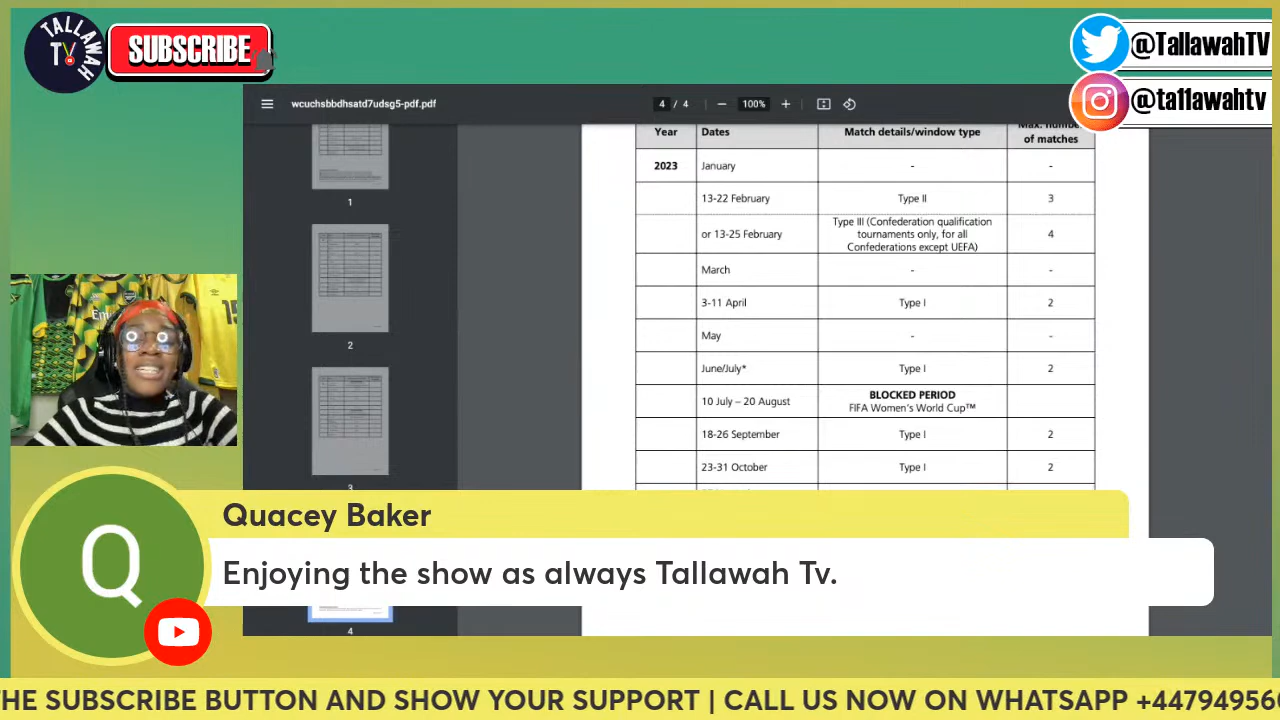 TALLAWAH
TV
SUBSCRIBE
@TallawahTV
@ta11awahtv
wcuchsbbdhsatd7udsg5-pdf.pdf
4 / 4
100%
1
2
3
4
Year Dates Match details/window type Max. number of matches
2023 January - -
13-22 February Type II 3
or 13-25 February Type III (Confederation qualification tournaments only, for all Confederations except UEFA) 4
March - -
3-11 April Type I 2
May - -
June/July* Type I 2
10 July – 20 August BLOCKED PERIOD FIFA Women's World Cup™
18-26 September Type I 2
23-31 October Type I 2
Q
Quacey Baker
Enjoying the show as always Tallawah Tv.
THE SUBSCRIBE BUTTON AND SHOW YOUR SUPPORT | CALL US NOW ON WHATSAPP +447949560